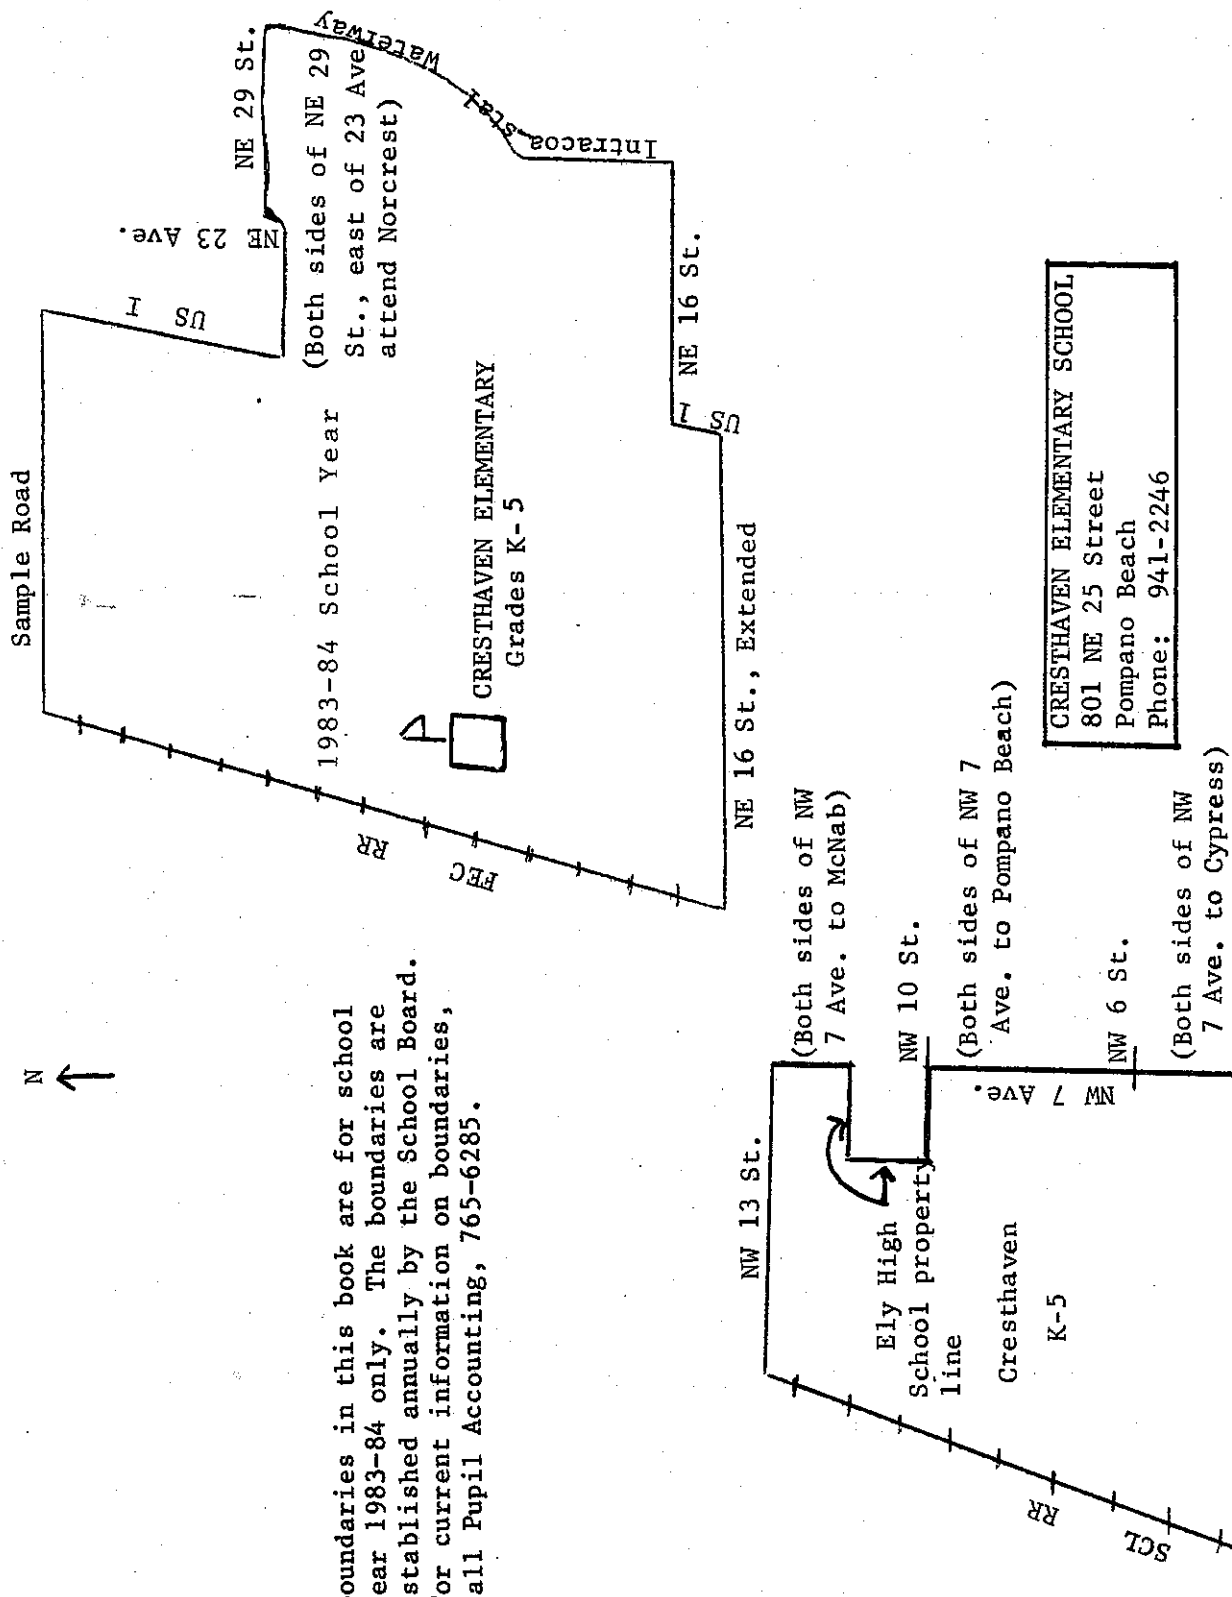 N
Sample Road
US I
NE 23 Ave.
NE 29 St.
Intracoastal Waterway
(Both sides of NE 29
St., east of 23 Ave
attend Norcrest)
1983-84 School Year
CRESTHAVEN ELEMENTARY
Grades K-5
RR
FEC
NE 16 St.
US 1
NE 16 St., Extended
oundaries in this book are for school
ear 1983-84 only. The boundaries are
stablished annually by the School Board.
or current information on boundaries,
all Pupil Accounting, 765-6285.
NW 13 St.
(Both sides of NW
7 Ave. to McNab)
NW 10 St.
(Both sides of NW 7
Ave. to Pompano Beach)
NW 7 Ave.
NW 6 St.
(Both sides of NW
7 Ave. to Cypress)
Ely High
School property
line
Cresthaven
K-5
RR
SCL
CRESTHAVEN ELEMENTARY SCHOOL
801 NE 25 Street
Pompano Beach
Phone: 941-2246